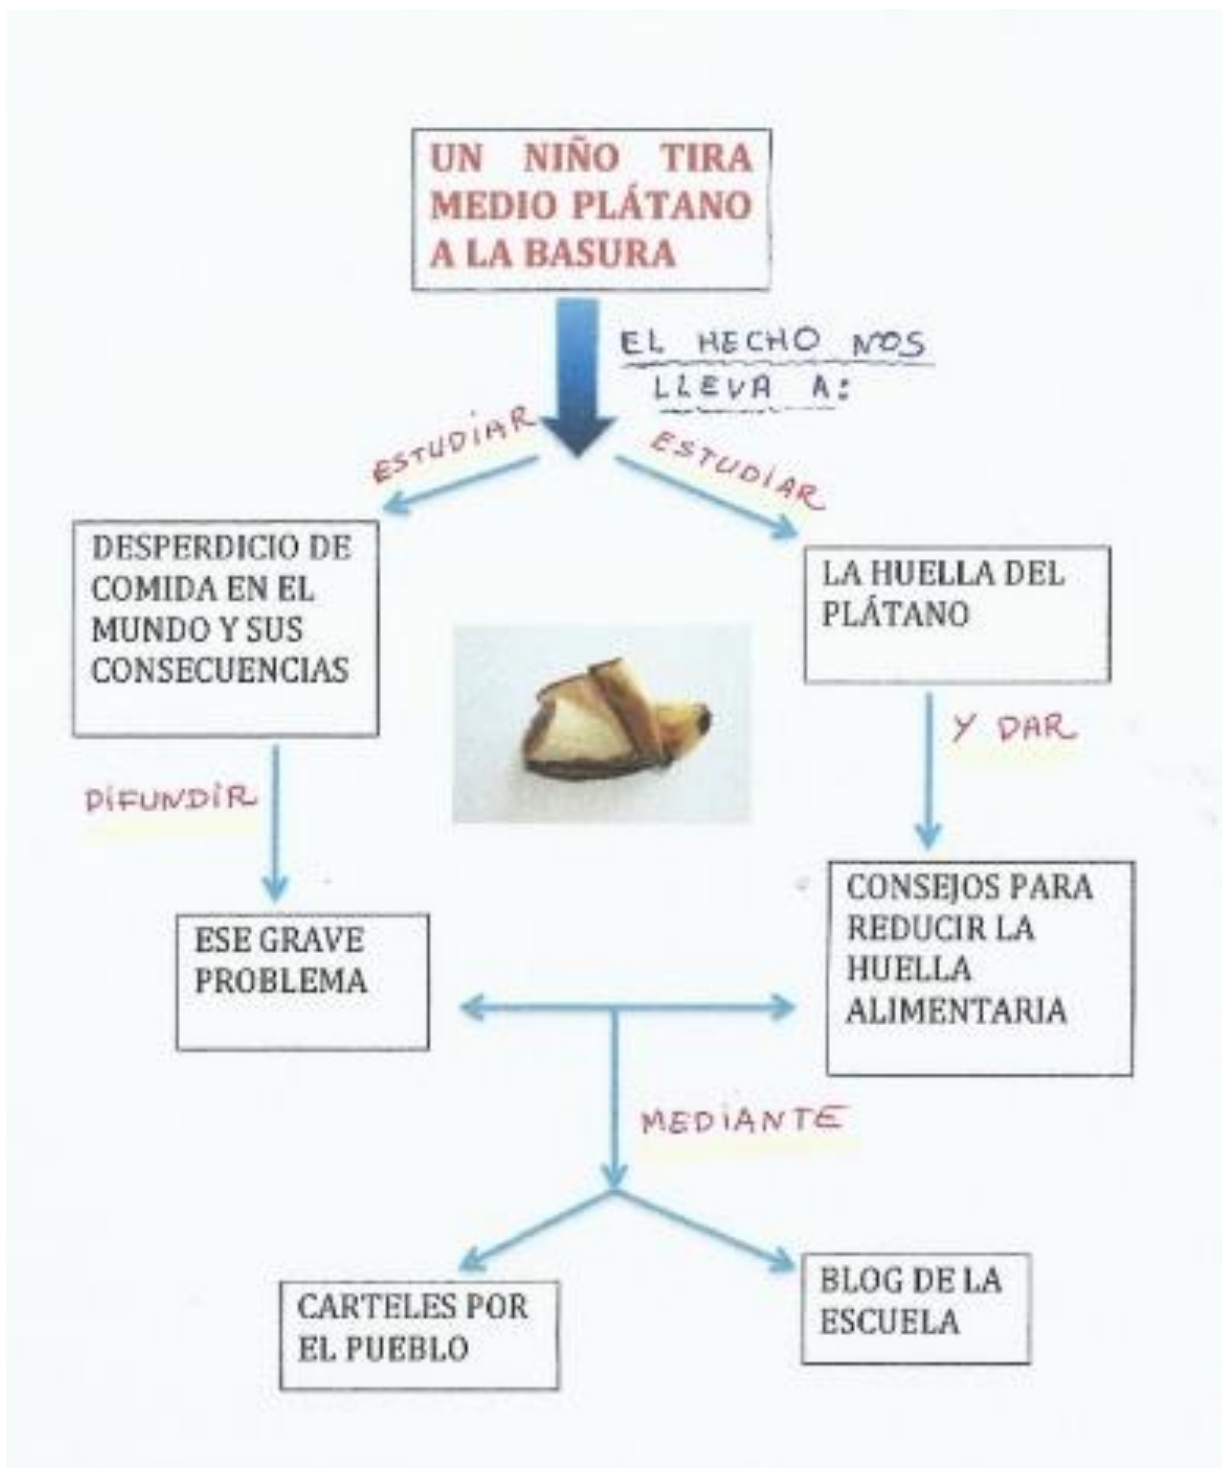 UN NIÑO TIRA
MEDIO PLÁTANO
A LA BASURA
EL HECHO NOS
LLEVA A:
ESTUDIAR
ESTUDIAR
DESPERDICIO DE
COMIDA EN EL
MUNDO Y SUS
CONSECUENCIAS
LA HUELLA DEL
PLÁTANO
DIFUNDIR
Y DAR
ESE GRAVE
PROBLEMA
CONSEJOS PARA
REDUCIR LA
HUELLA
ALIMENTARIA
MEDIANTE
CARTELES POR
EL PUEBLO
BLOG DE LA
ESCUELA